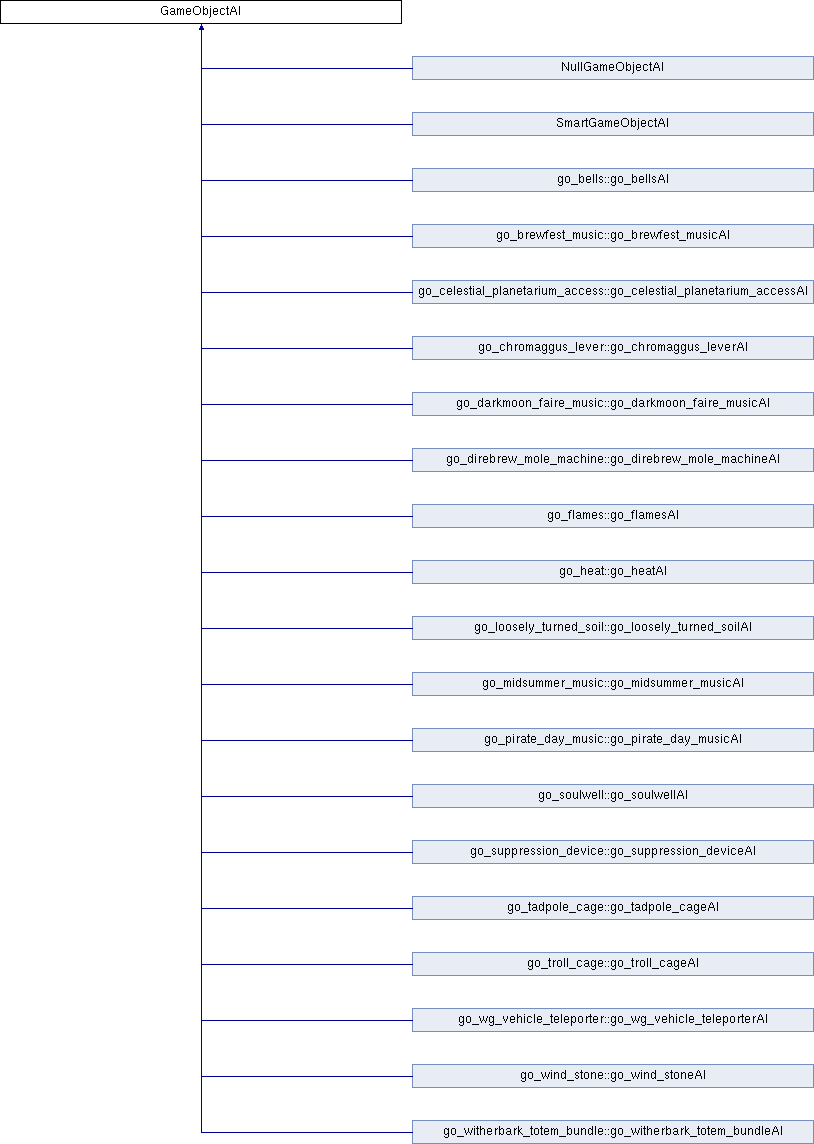 GameObjectAI
NullGameObjectAI
SmartGameObjectAI
go_bells::go_bellsAI
go_brewfest_music::go_brewfest_musicAI
go_celestial_planetarium_access::go_celestial_planetarium_accessAI
go_chromaggus_lever::go_chromaggus_leverAI
go_darkmoon_faire_music::go_darkmoon_faire_musicAI
go_direbrew_mole_machine::go_direbrew_mole_machineAI
go_flames::go_flamesAI
go_heat::go_heatAI
go_loosely_turned_soil::go_loosely_turned_soilAI
go_midsummer_music::go_midsummer_musicAI
go_pirate_day_music::go_pirate_day_musicAI
go_soulwell::go_soulwellAI
go_suppression_device::go_suppression_deviceAI
go_tadpole_cage::go_tadpole_cageAI
go_troll_cage::go_troll_cageAI
go_wg_vehicle_teleporter::go_wg_vehicle_teleporterAI
go_wind_stone::go_wind_stoneAI
go_witherbark_totem_bundle::go_witherbark_totem_bundleAI